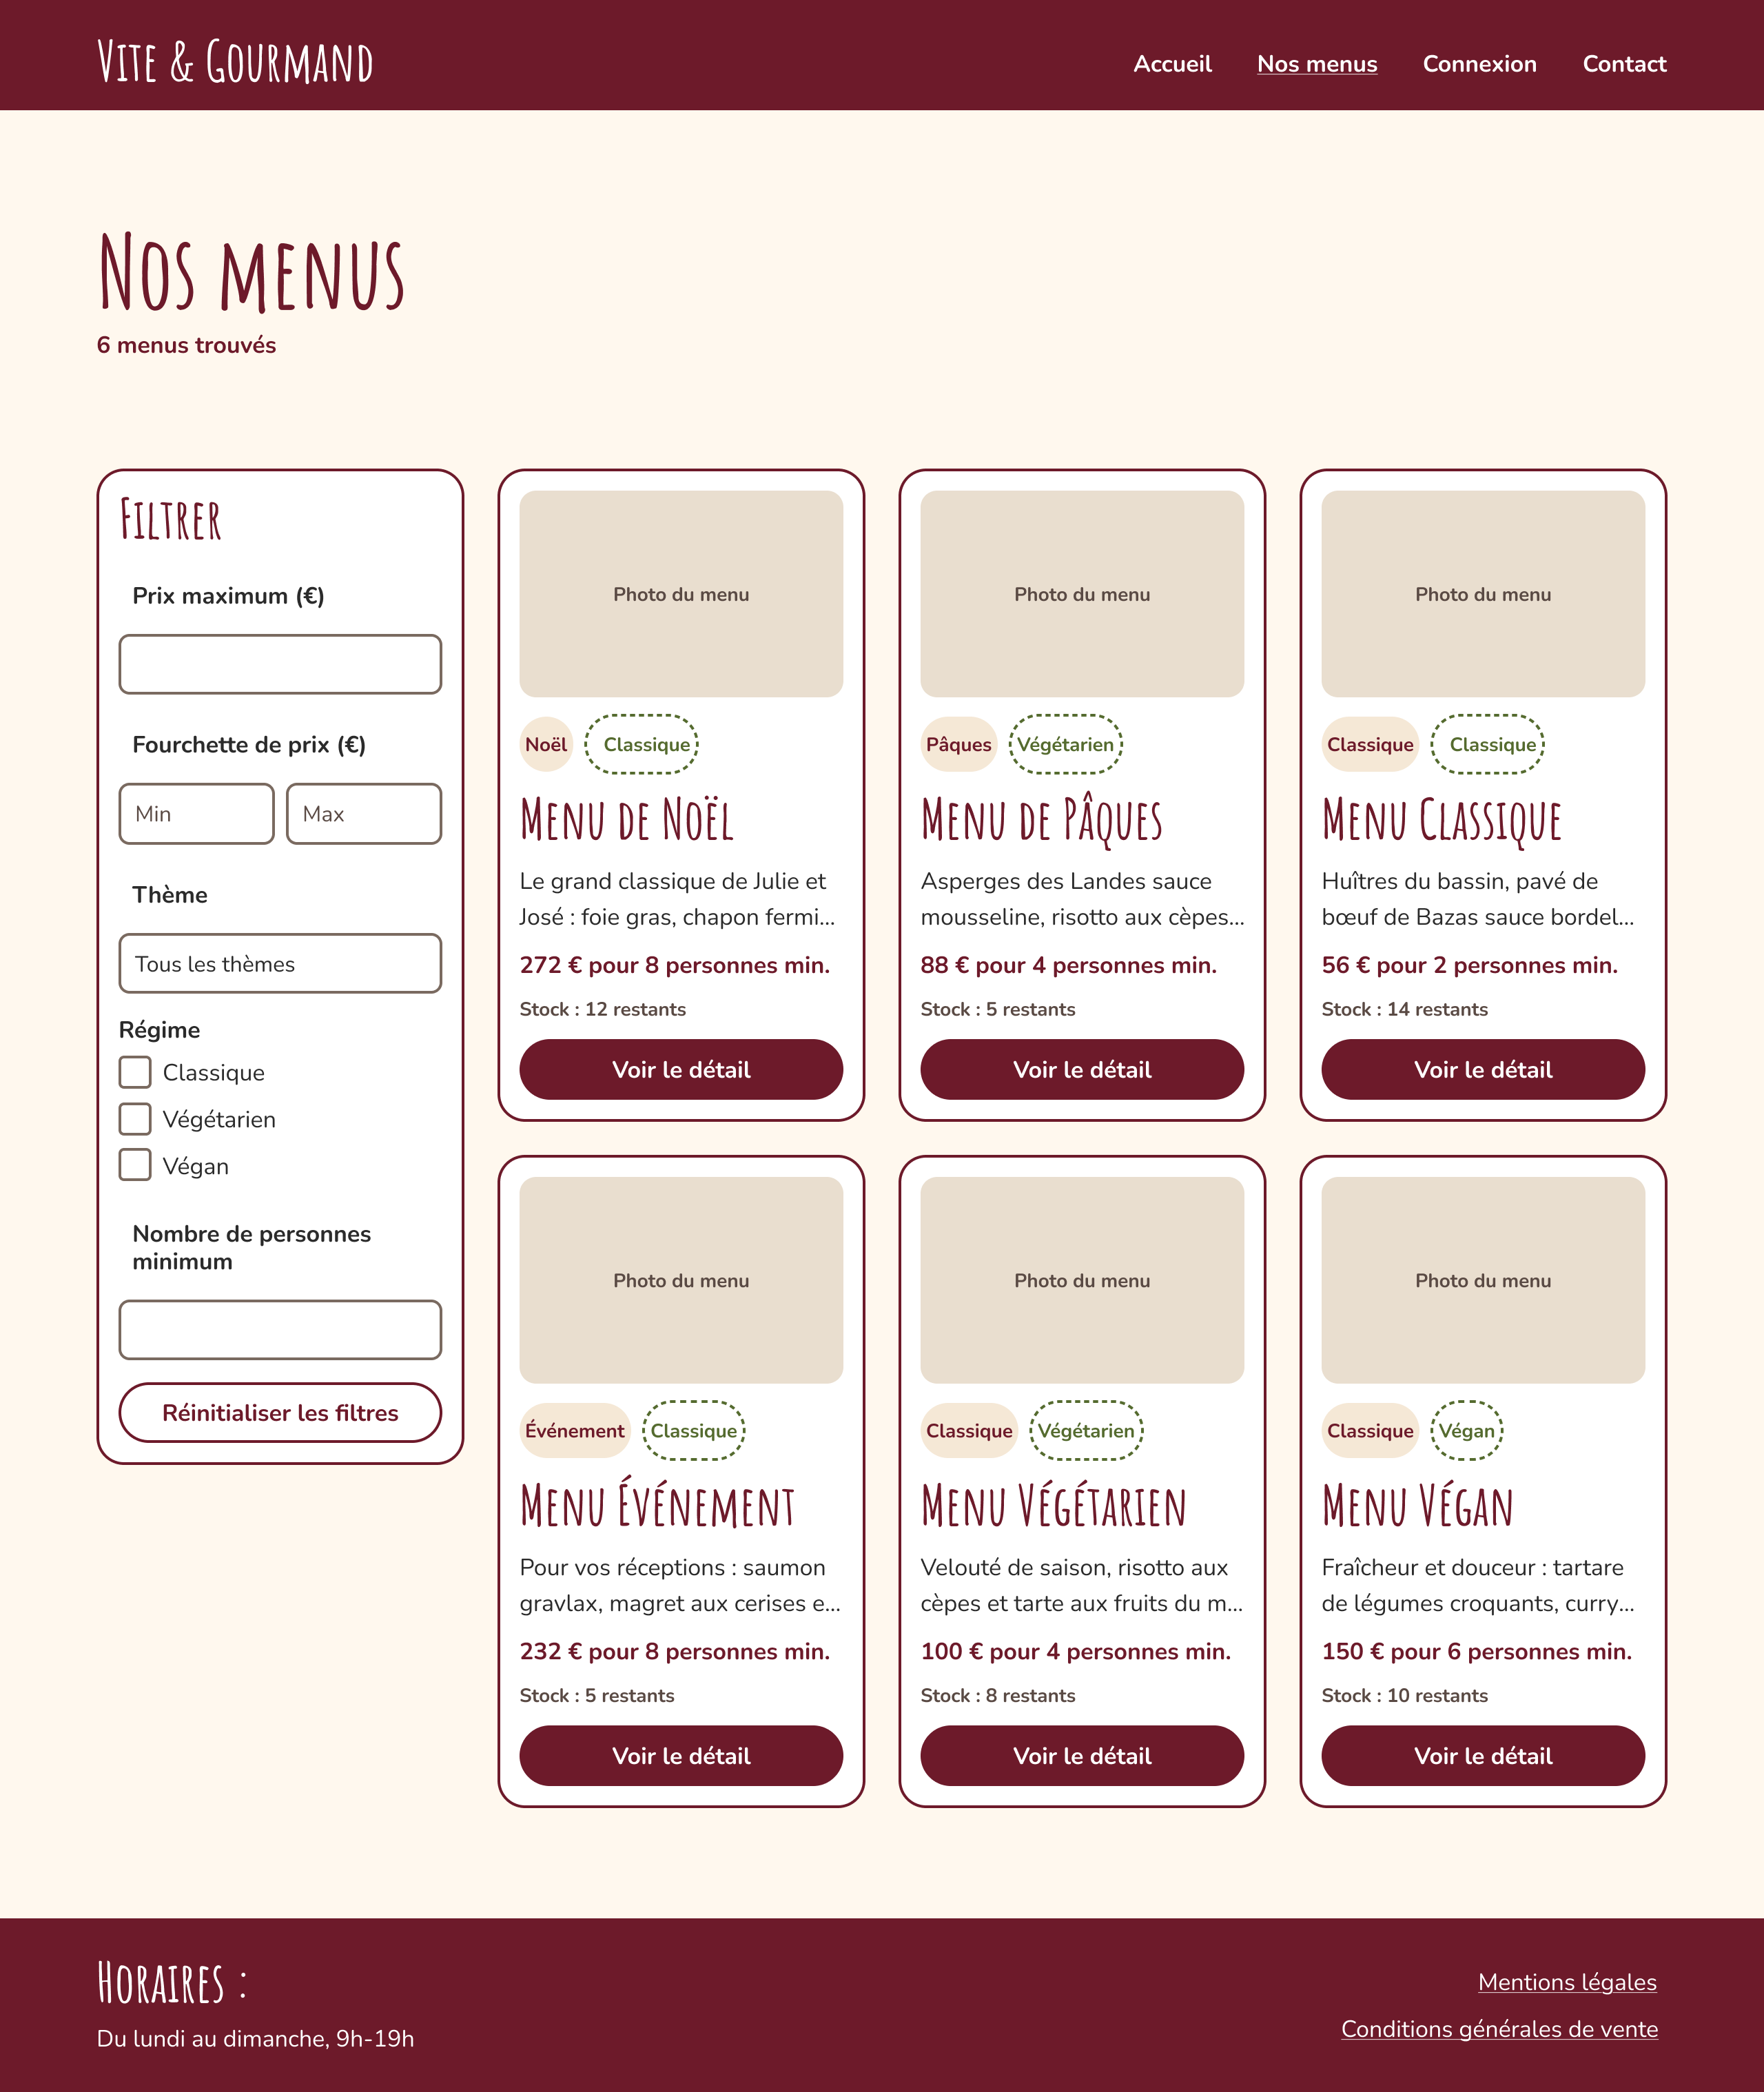 Vite & Gourmand
Accueil Nos menus Connexion Contact
Nos menus
6 menus trouvés
Filtrer
Prix maximum (€)
Fourchette de prix (€)
Min Max
Thème
Tous les thèmes
Régime
Classique
Végétarien
Végan
Nombre de personnes
minimum
Réinitialiser les filtres
Photo du menu
Noël Classique
Menu de Noël
Le grand classique de Julie et
José : foie gras, chapon fermi...
272 € pour 8 personnes min.
Stock : 12 restants
Voir le détail
Photo du menu
Pâques Végétarien
Menu de Pâques
Asperges des Landes sauce
mousseline, risotto aux cèpes...
88 € pour 4 personnes min.
Stock : 5 restants
Voir le détail
Photo du menu
Classique Classique
Menu Classique
Huîtres du bassin, pavé de
bœuf de Bazas sauce bordel...
56 € pour 2 personnes min.
Stock : 14 restants
Voir le détail
Photo du menu
Événement Classique
Menu Événement
Pour vos réceptions : saumon
gravlax, magret aux cerises e...
232 € pour 8 personnes min.
Stock : 5 restants
Voir le détail
Photo du menu
Classique Végétarien
Menu Végétarien
Velouté de saison, risotto aux
cèpes et tarte aux fruits du m...
100 € pour 4 personnes min.
Stock : 8 restants
Voir le détail
Photo du menu
Classique Végan
Menu Végan
Fraîcheur et douceur : tartare
de légumes croquants, curry...
150 € pour 6 personnes min.
Stock : 10 restants
Voir le détail
Horaires :
Du lundi au dimanche, 9h-19h
Mentions légales
Conditions générales de vente